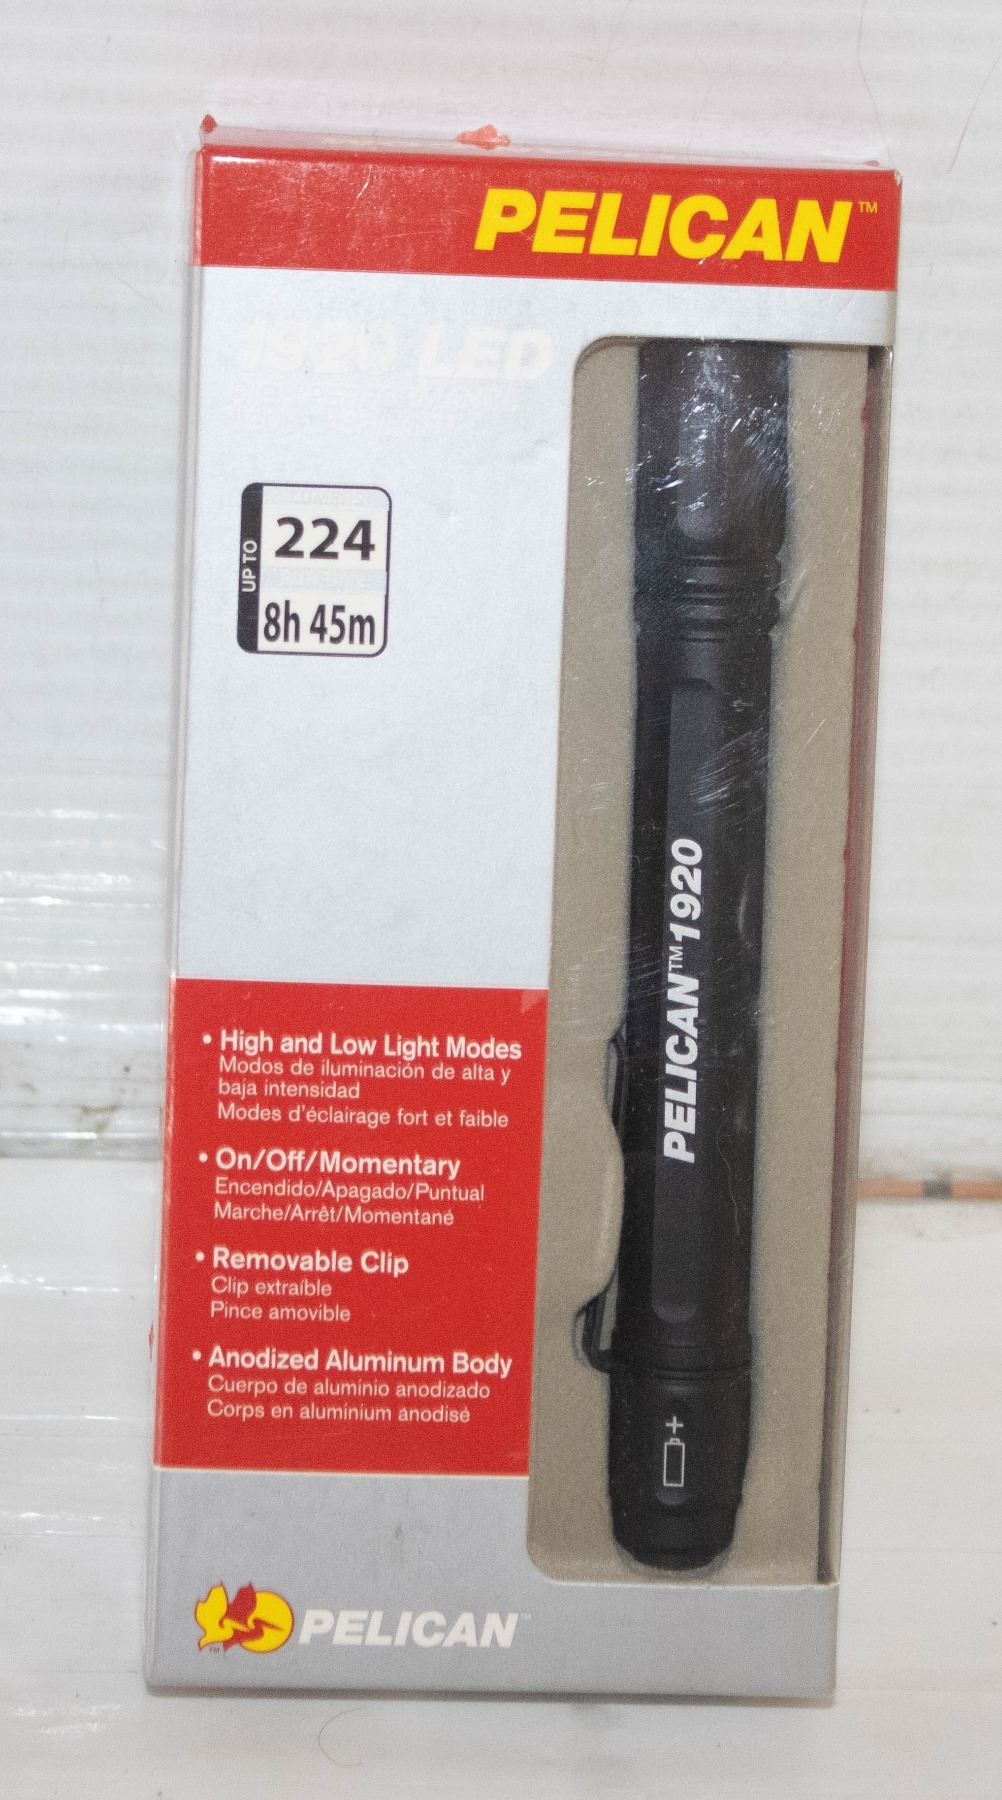 PELICAN™
1920 LED
LUMENS
UP TO
224
8h 45m
PELICAN™ 1920
• High and Low Light Modes
Modos de iluminación de alta y
baja intensidad
Modes d'éclairage fort et faible
• On/Off/Momentary
Encendido/Apagado/Puntual
Marche/Arrêt/Momentané
• Removable Clip
Clip extraíble
Pince amovible
• Anodized Aluminum Body
Cuerpo de aluminio anodizado
Corps en aluminium anodisé
+
PELICAN™
TM